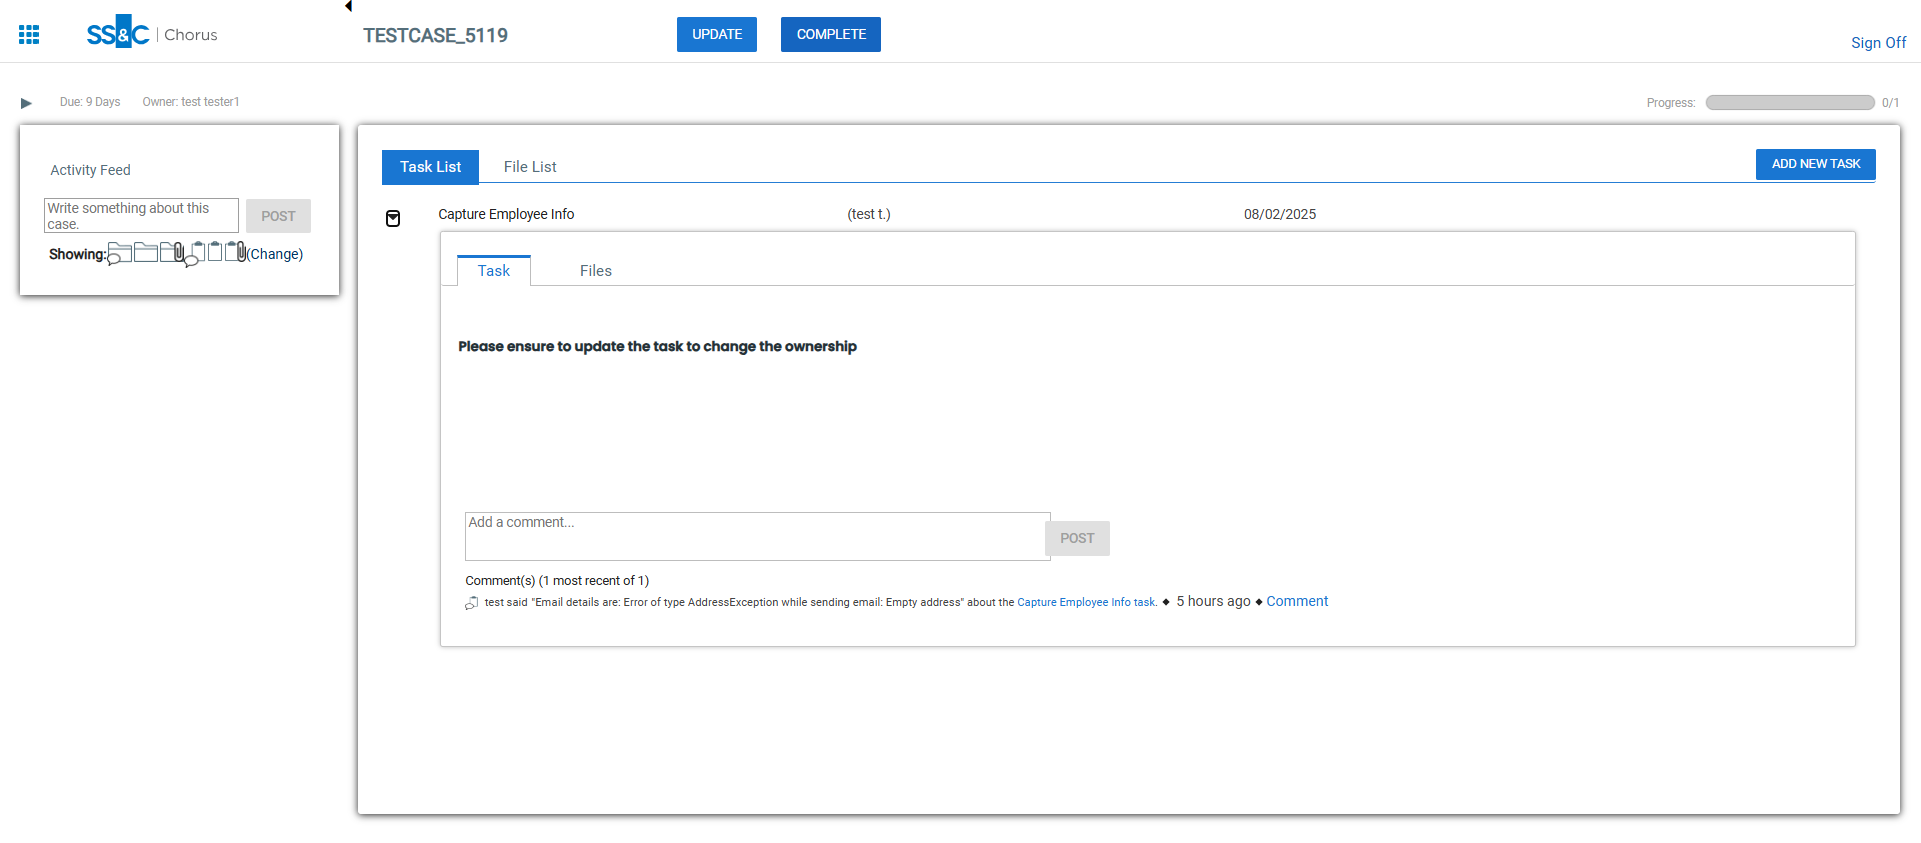 SS&C | Chorus
TESTCASE_5119
UPDATE
COMPLETE
Sign Off
Due: 9 Days
Owner: test tester1
Progress:
0/1
Activity Feed
Write something about this
case.
POST
Showing:
(Change)
Task List
File List
ADD NEW TASK
Capture Employee Info
(test t.)
08/02/2025
Task
Files
Please ensure to update the task to change the ownership
Add a comment...
POST
Comment(s) (1 most recent of 1)
test said "Email details are: Error of type AddressException while sending email: Empty address" about the Capture Employee Info task. ◆ 5 hours ago ◆ Comment